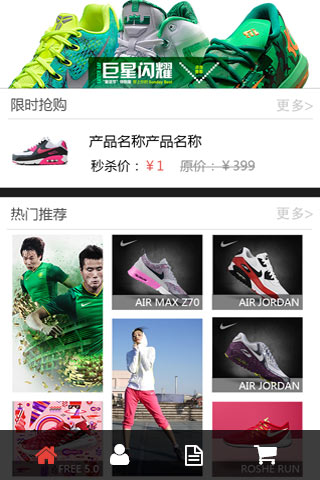 巨星闪耀
限时抢购 更多>
产品名称产品名称
秒杀价：￥1 原价：￥399
热门推荐 更多>
AIR MAX Z70
AIR JORDAN
AIR JORDAN
FREE 5.0
ROSHE RUN